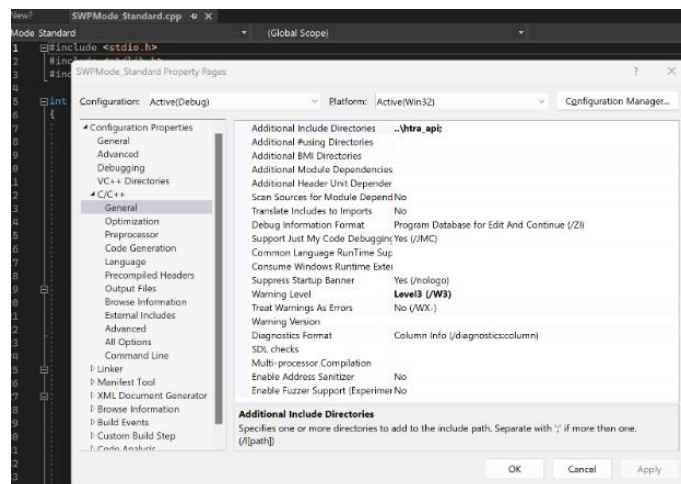 New?
SWPMode_Standard.cpp
Mode Standard
(Global Scope)
#include <stdio.h>
SWPMode_Standard Property Pages
? X
int
{
Configuration: Active(Debug)
Platform: Active(Win32)
Configuration Manager...
Configuration Properties
General
Advanced
Debugging
VC++ Directories
C/C++
General
Optimization
Preprocessor
Code Generation
Language
Precompiled Headers
Output Files
Browse Information
External Includes
Advanced
All Options
Command Line
Linker
Manifest Tool
XML Document Generator
Browse Information
Build Events
Custom Build Step
Code Analysis
Additional Include Directories ..\htra_api;
Additional #using Directories
Additional BMI Directories
Additional Module Dependencies
Additional Header Unit Depender
Scan Sources for Module Depend No
Translate Includes to Imports No
Debug Information Format Program Database for Edit And Continue (/ZI)
Support Just My Code Debugging Yes (/JMC)
Common Language RunTime Sup
Consume Windows Runtime Exter
Suppress Startup Banner Yes (/nologo)
Warning Level Level3 (/W3)
Treat Warnings As Errors No (/WX-)
Warning Version
Diagnostics Format Column Info (/diagnostics:column)
SDL checks
Multi-processor Compilation
Enable Address Sanitizer No
Enable Fuzzer Support (Experimer No
Additional Include Directories
Specifies one or more directories to add to the include path. Separate with ';' if more than one.
(/I[path])
OK Cancel Apply